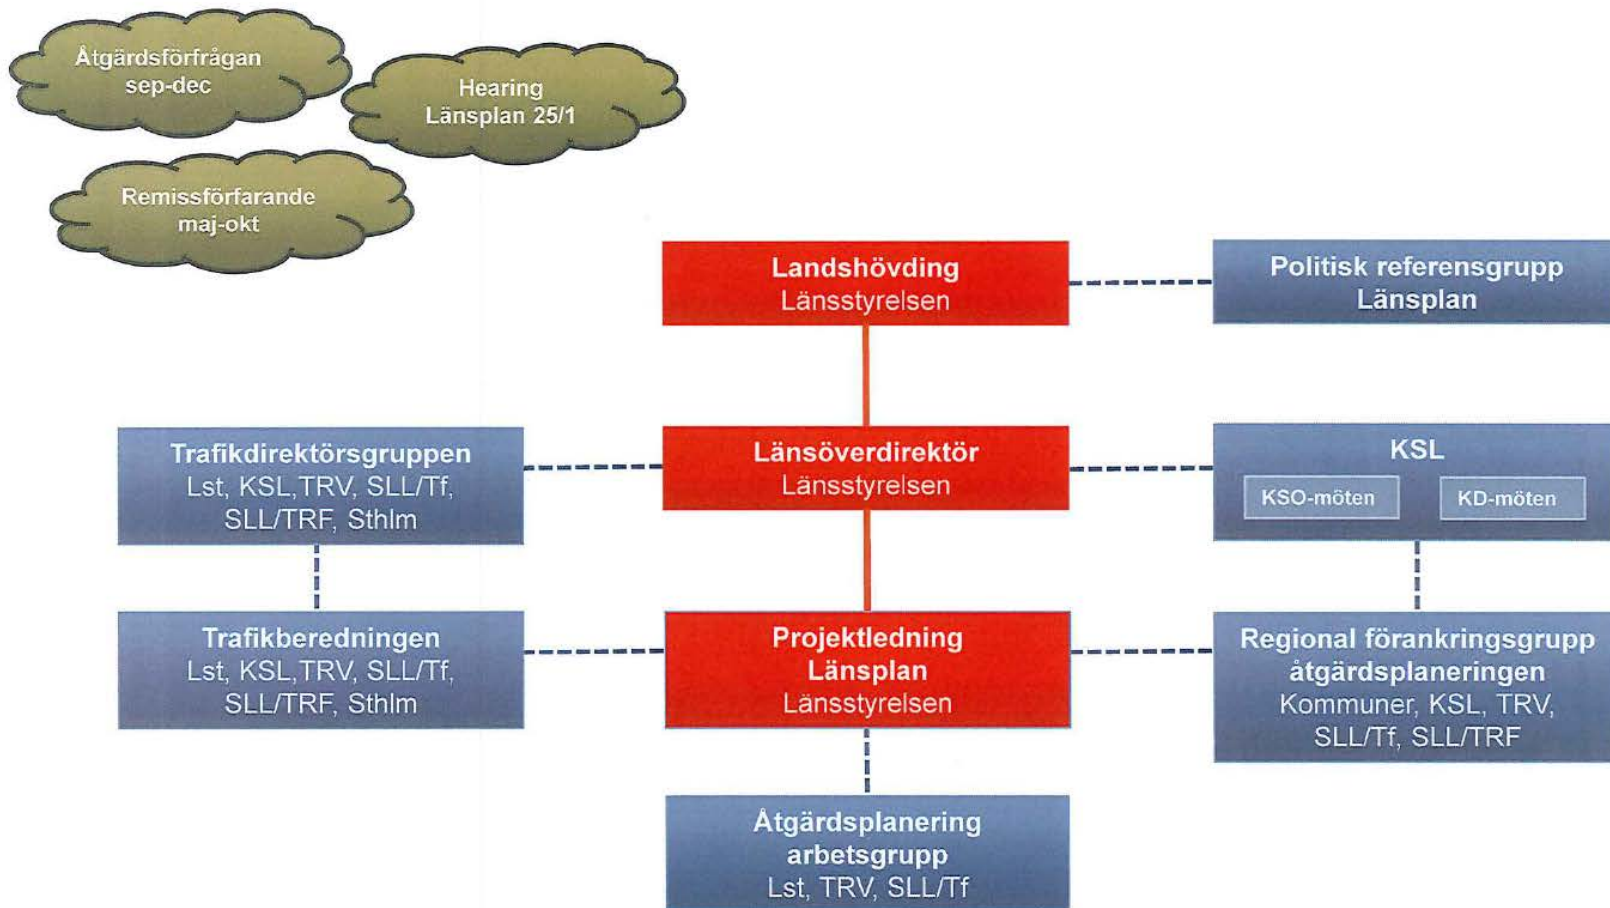 Åtgärdsförfrågan
sep-dec
Hearing
Länsplan 25/1
Remissförfarande
maj-okt
Landshövding
Länsstyrelsen
Politisk referensgrupp
Länsplan
Trafikdirektörsgruppen
Lst, KSL,TRV, SLL/Tf,
SLL/TRF, Sthlm
Länsöverdirektör
Länsstyrelsen
KSL
KSO-möten
KD-möten
Trafikberedningen
Lst, KSL,TRV, SLL/Tf,
SLL/TRF, Sthlm
Projektledning
Länsplan
Länsstyrelsen
Regional förankringsgrupp
åtgärdsplaneringen
Kommuner, KSL, TRV,
SLL/Tf, SLL/TRF
Åtgärdsplanering
arbetsgrupp
Lst, TRV, SLL/Tf